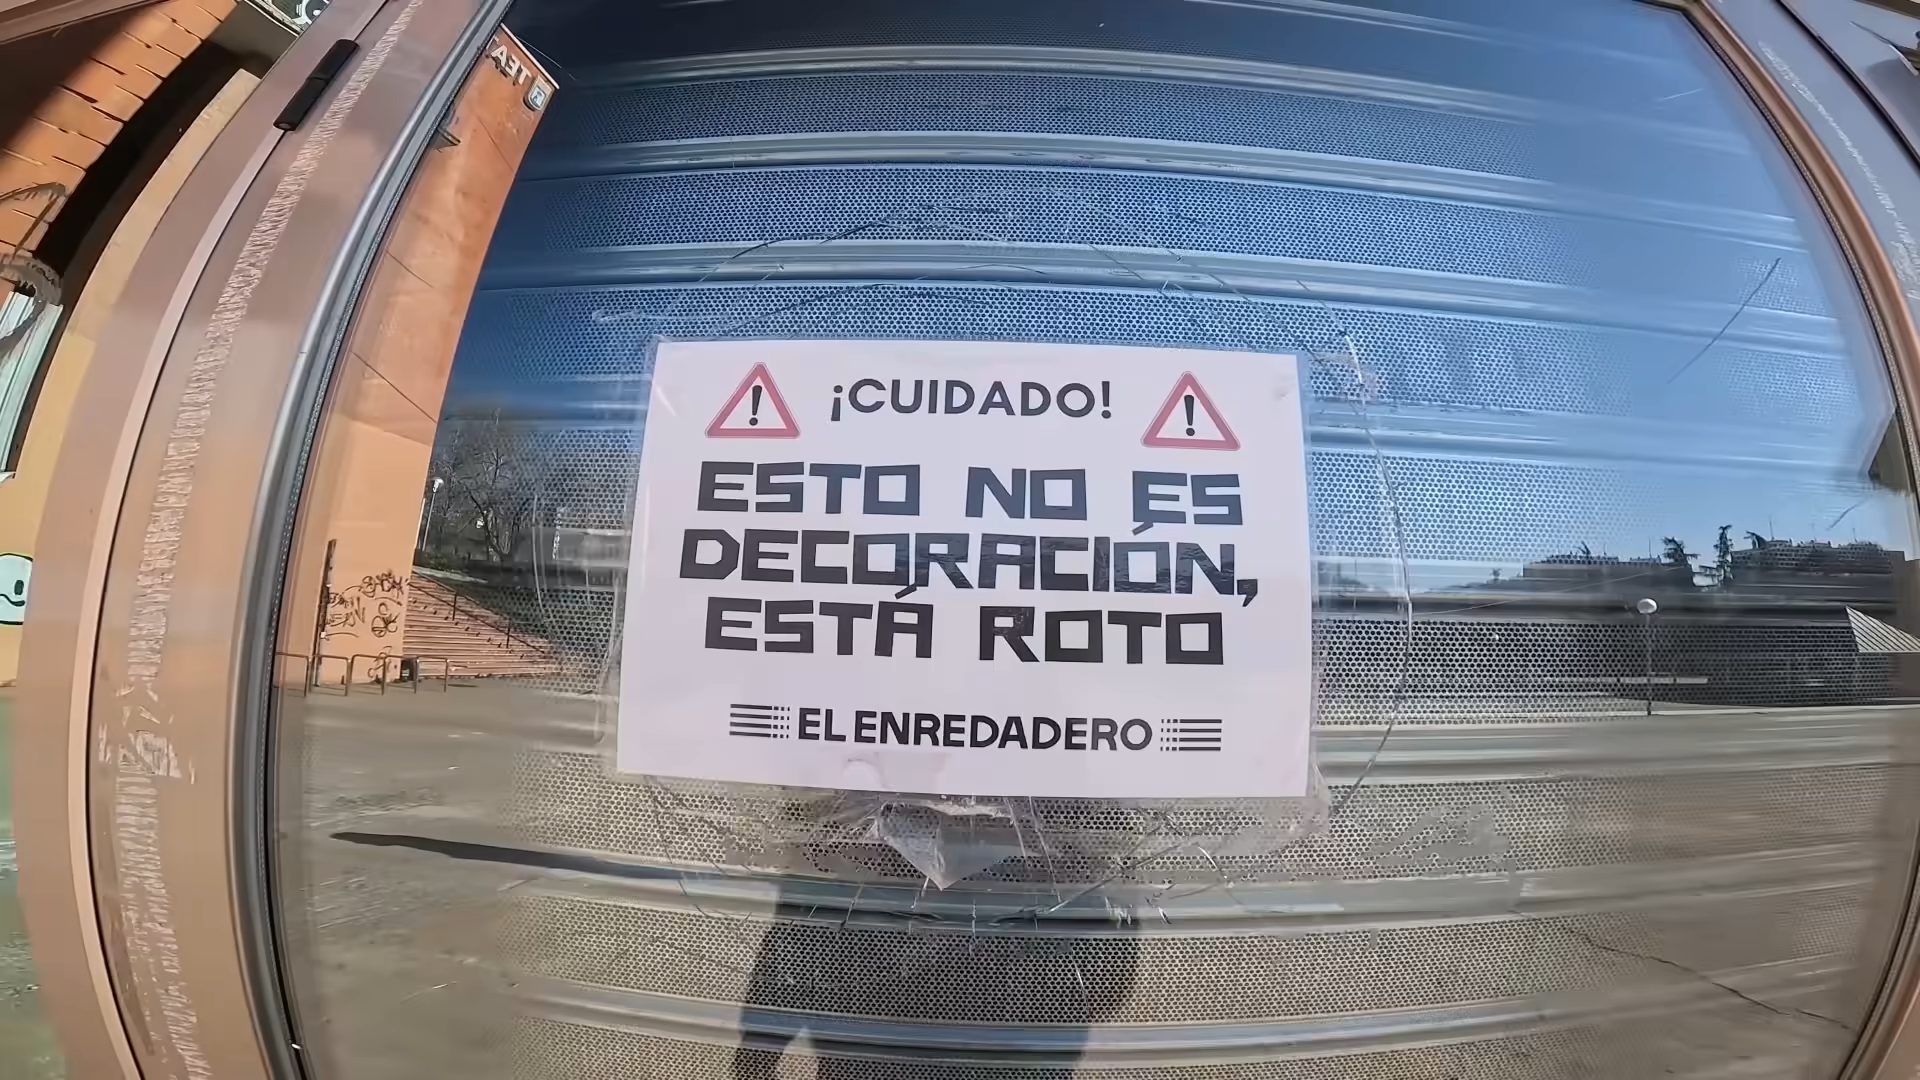 ¡CUIDADO!
ESTO NO ES
DECORACIÓN,
ESTÁ ROTO
EL ENREDADERO